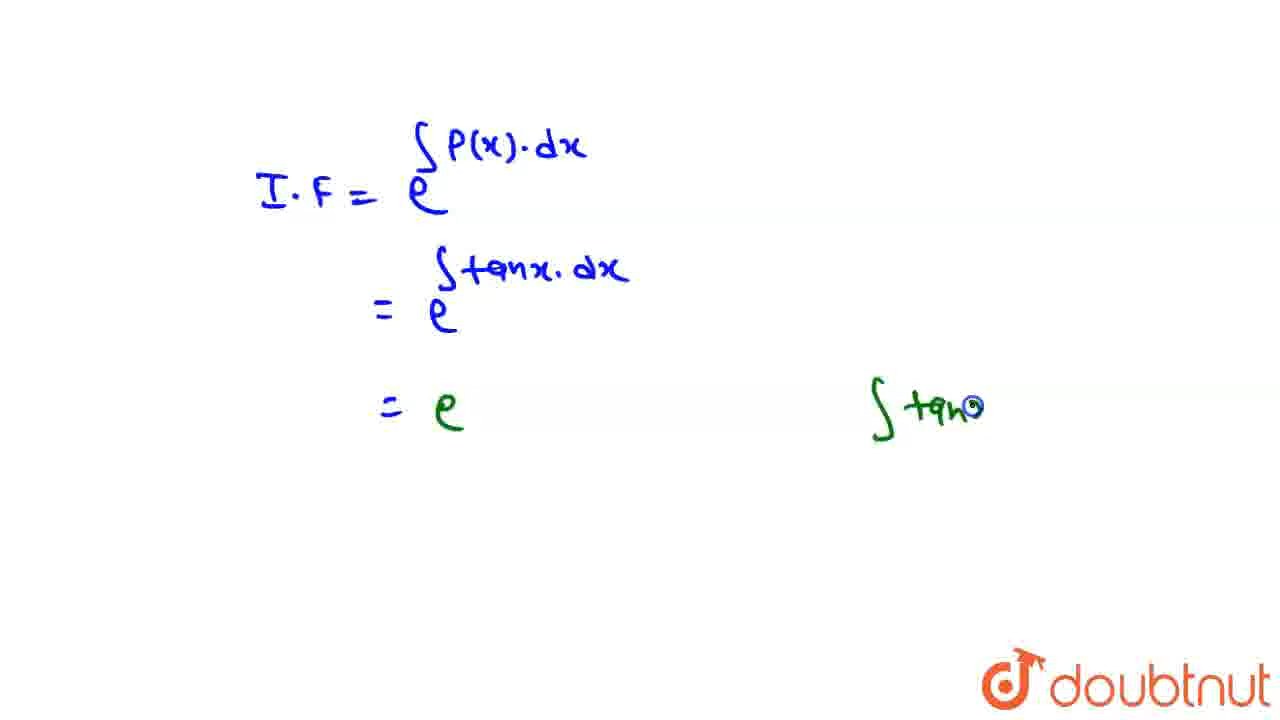 I.F = e^∫P(x).dx
= e^∫tanx.dx
= e
∫tan
doubtnut